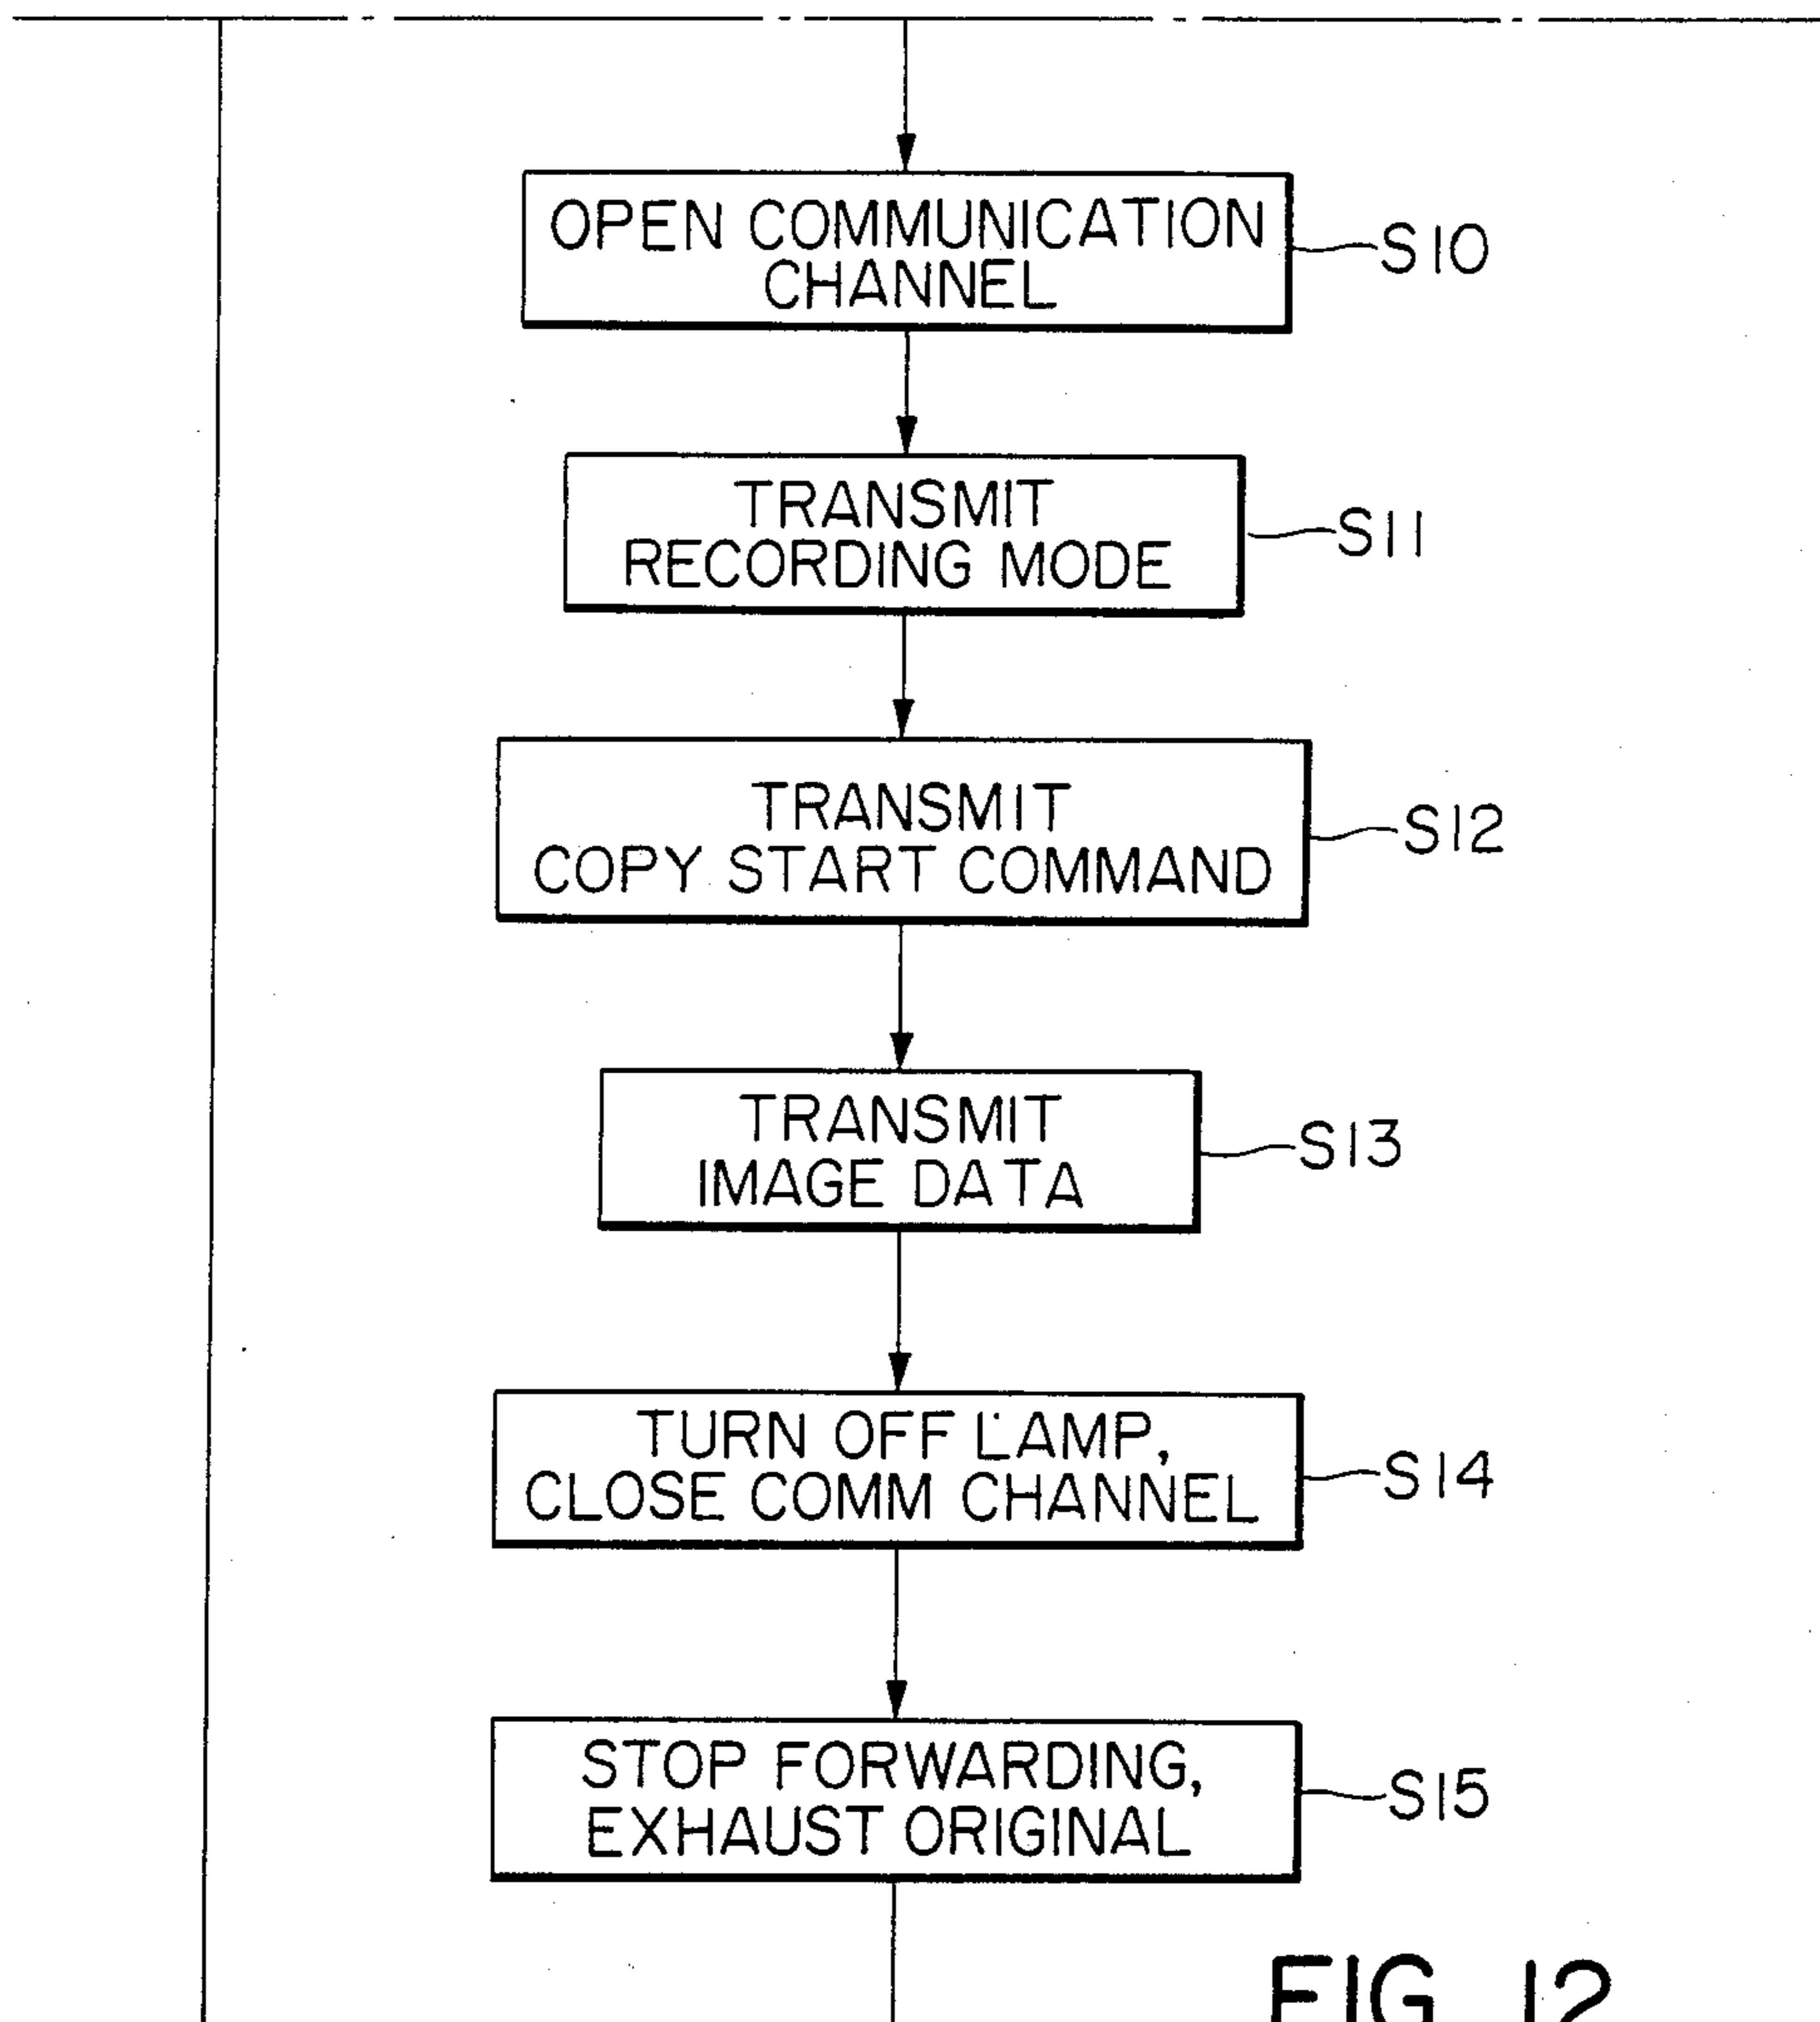 OPEN COMMUNICATION
CHANNEL
S10
TRANSMIT
RECORDING MODE
S11
TRANSMIT
COPY START COMMAND
S12
TRANSMIT
IMAGE DATA
S13
TURN OFF LAMP,
CLOSE COMM CHANNEL
S14
STOP FORWARDING,
EXHAUST ORIGINAL
S15
FIG. 12